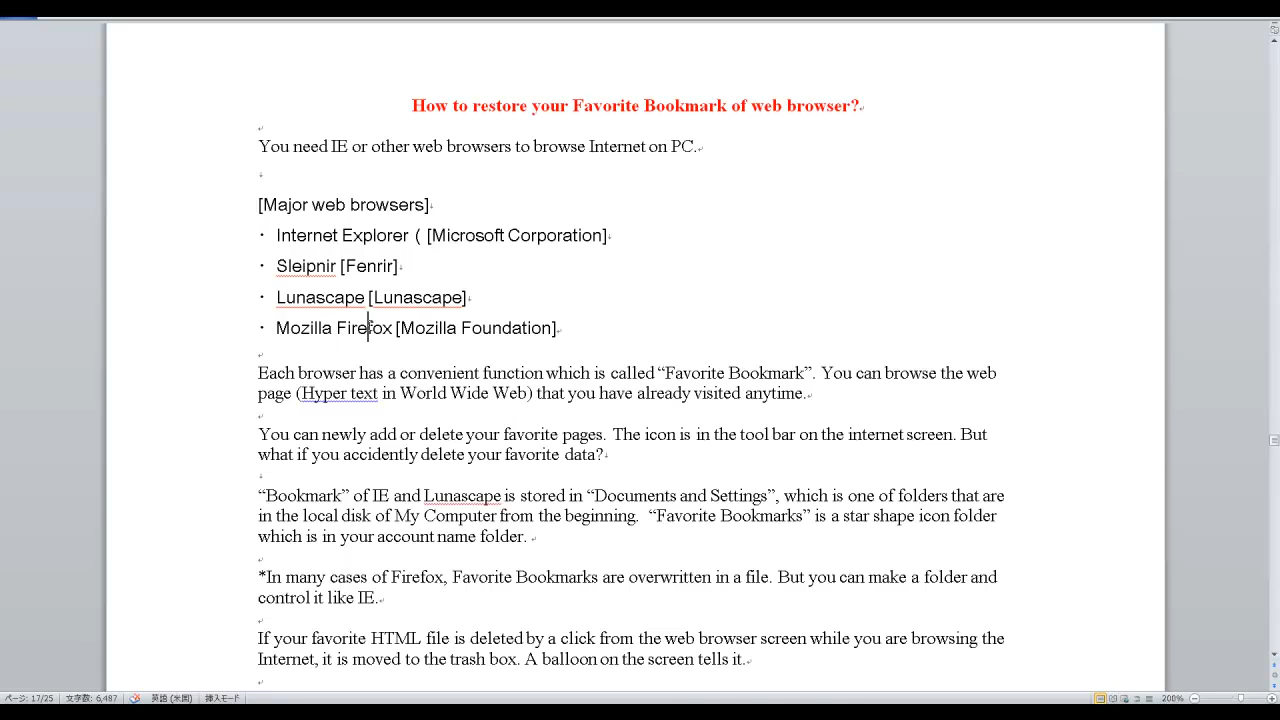 How to restore your Favorite Bookmark of web browser?
You need IE or other web browsers to browse Internet on PC.
[Major web browsers]
・ Internet Explorer ( [Microsoft Corporation]
・ Sleipnir [Fenrir]
・ Lunascape [Lunascape]
・ Mozilla Firefox [Mozilla Foundation]
Each browser has a convenient function which is called “Favorite Bookmark”. You can browse the web
page (Hyper text in World Wide Web) that you have already visited anytime.
You can newly add or delete your favorite pages. The icon is in the tool bar on the internet screen. But
what if you accidently delete your favorite data?
“Bookmark” of IE and Lunascape is stored in “Documents and Settings”, which is one of folders that are
in the local disk of My Computer from the beginning. “Favorite Bookmarks” is a star shape icon folder
which is in your account name folder.
*In many cases of Firefox, Favorite Bookmarks are overwritten in a file. But you can make a folder and
control it like IE.
If your favorite HTML file is deleted by a click from the web browser screen while you are browsing the
Internet, it is moved to the trash box. A balloon on the screen tells it.
ページ: 17/25 文字数: 6,487 英語 (米国) 挿入モード 200%